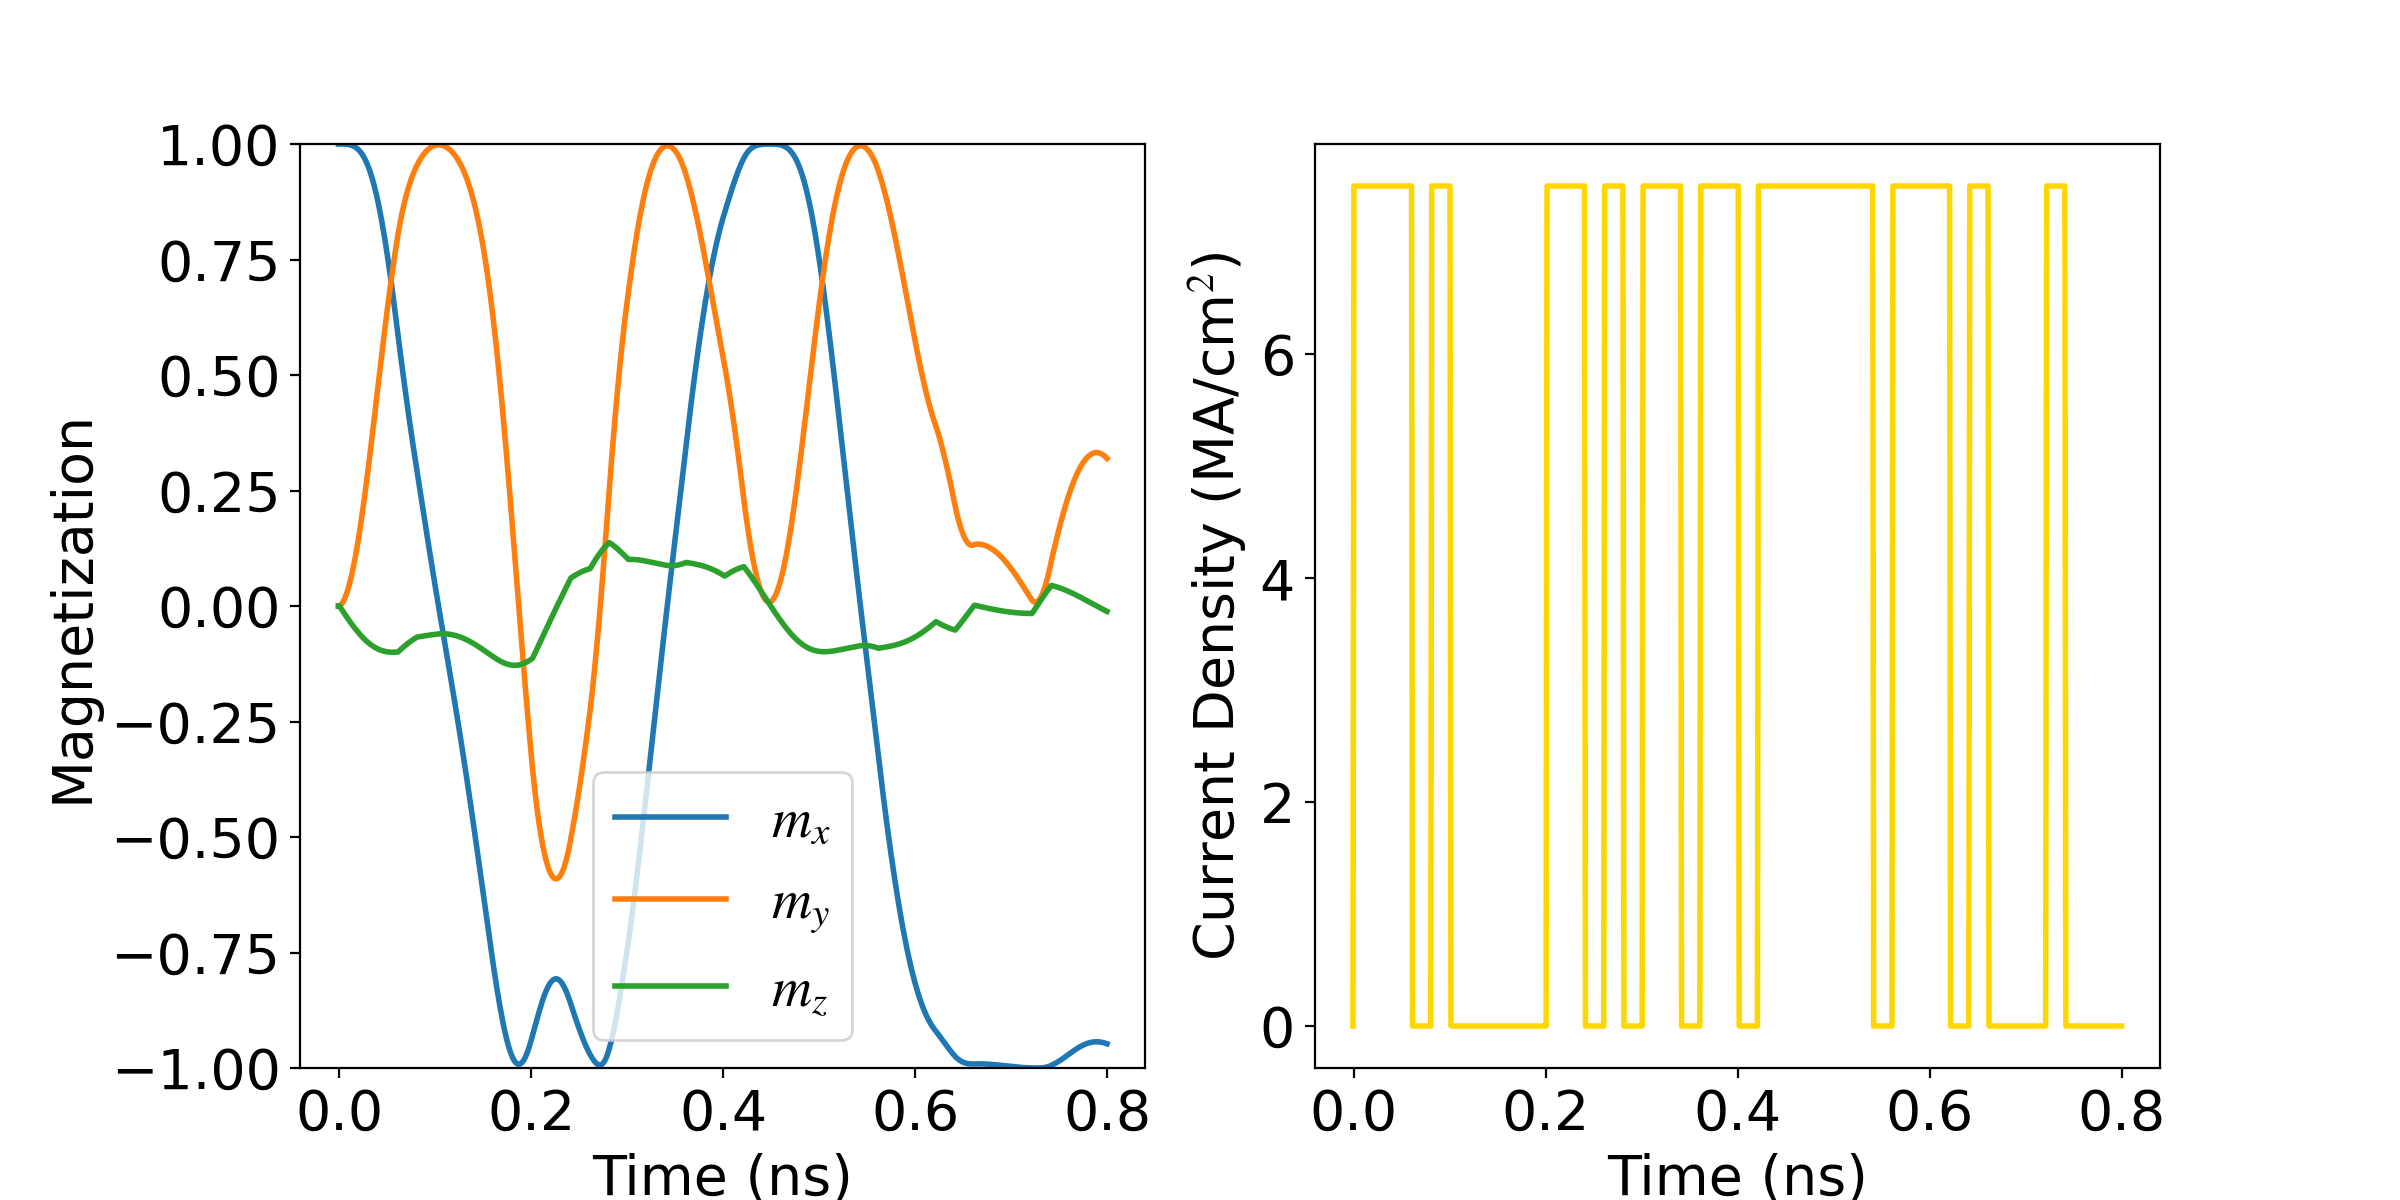 1.00
0.75
0.50
0.25
0.00
−0.25
−0.50
−0.75
−1.00
Magnetization
0.0 0.2 0.4 0.6 0.8
Time (ns)
m_x
m_y
m_z
6
4
2
0
Current Density (MA/cm²)
0.0 0.2 0.4 0.6 0.8
Time (ns)